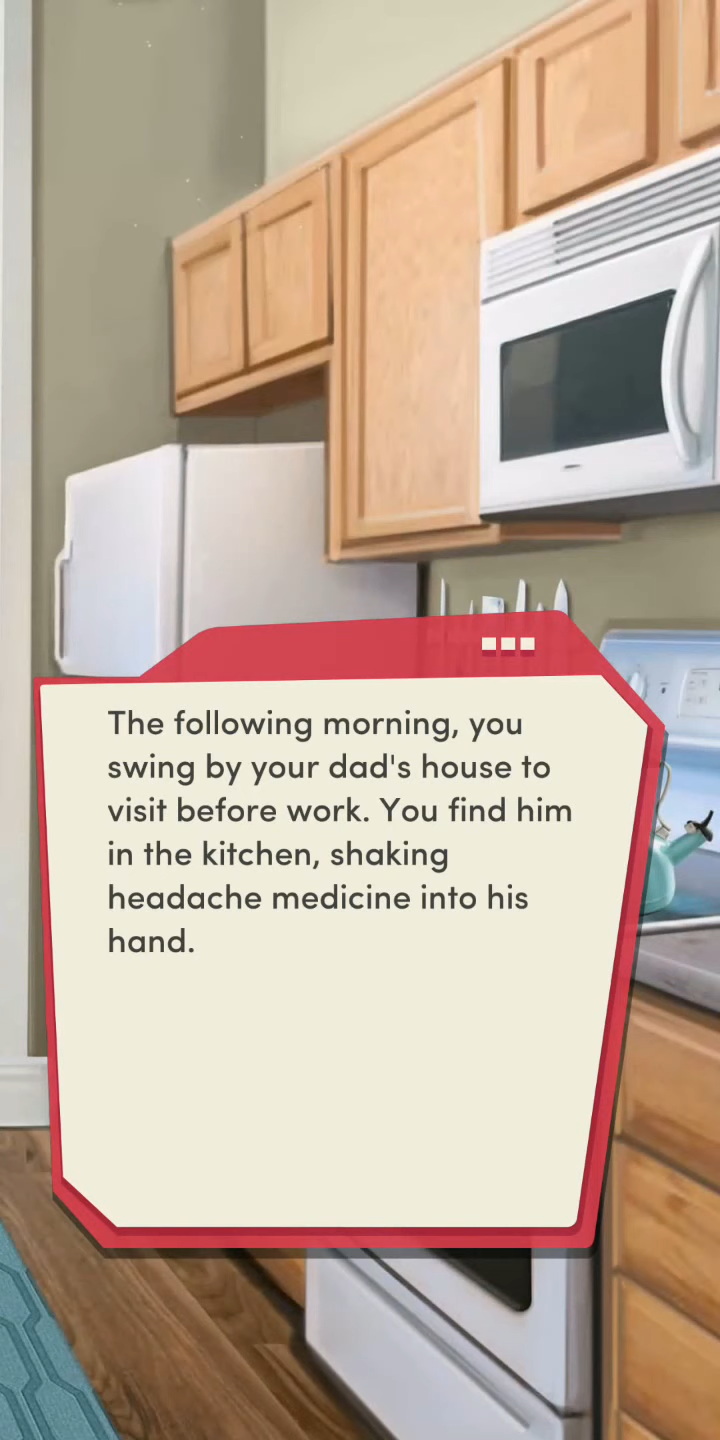 The following morning, you
swing by your dad's house to
visit before work. You find him
in the kitchen, shaking
headache medicine into his
hand.